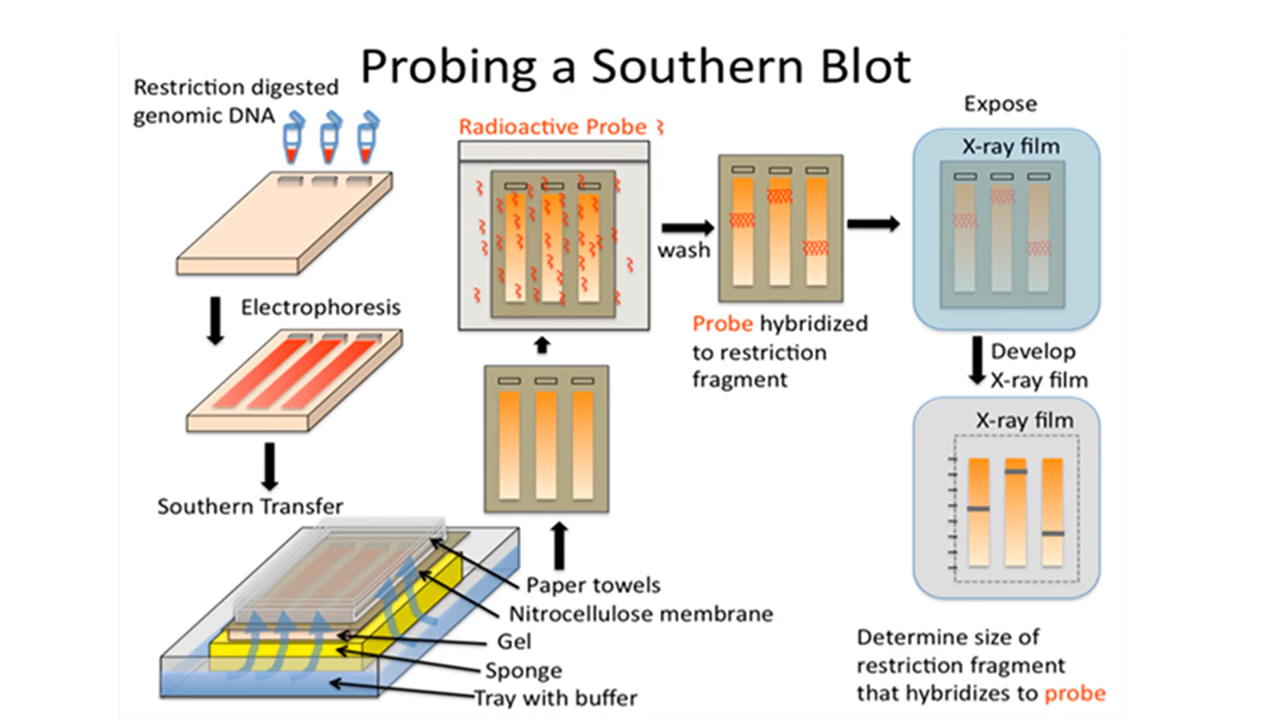 Probing a Southern Blot
Restriction digested
genomic DNA
Electrophoresis
Southern Transfer
Paper towels
Nitrocellulose membrane
Gel
Sponge
Tray with buffer
Radioactive Probe
wash
Probe hybridized
to restriction
fragment
Expose
X-ray film
Develop
X-ray film
X-ray film
Determine size of
restriction fragment
that hybridizes to probe